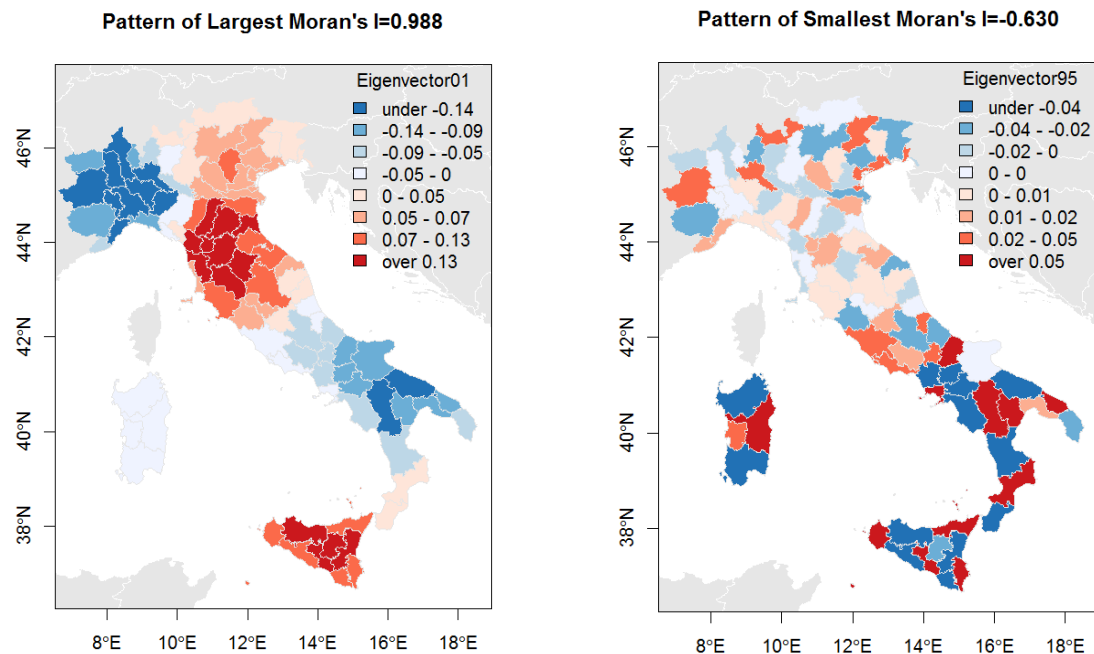 Pattern of Largest Moran's I=0.988
Eigenvector01
under -0.14
-0.14 - -0.09
-0.09 - -0.05
-0.05 - 0
0 - 0.05
0.05 - 0.07
0.07 - 0.13
over 0.13
46°N
44°N
42°N
40°N
38°N
8°E 10°E 12°E 14°E 16°E 18°E
Pattern of Smallest Moran's I=-0.630
Eigenvector95
under -0.04
-0.04 - -0.02
-0.02 - 0
0 - 0
0 - 0.01
0.01 - 0.02
0.02 - 0.05
over 0.05
46°N
44°N
42°N
40°N
38°N
8°E 10°E 12°E 14°E 16°E 18°E